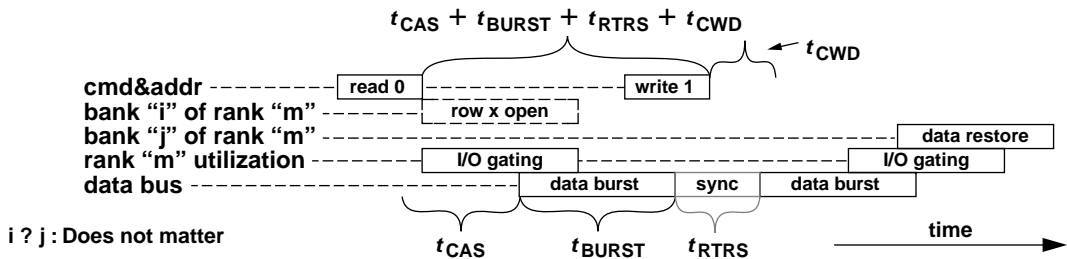 tCAS + tBURST + tRTRS + tCWD
tCWD
cmd&addr read 0 write 1
bank “i” of rank “m” row x open
bank “j” of rank “m” data restore
rank “m” utilization I/O gating I/O gating
data bus data burst sync data burst
i ? j : Does not matter
tCAS tBURST tRTRS time